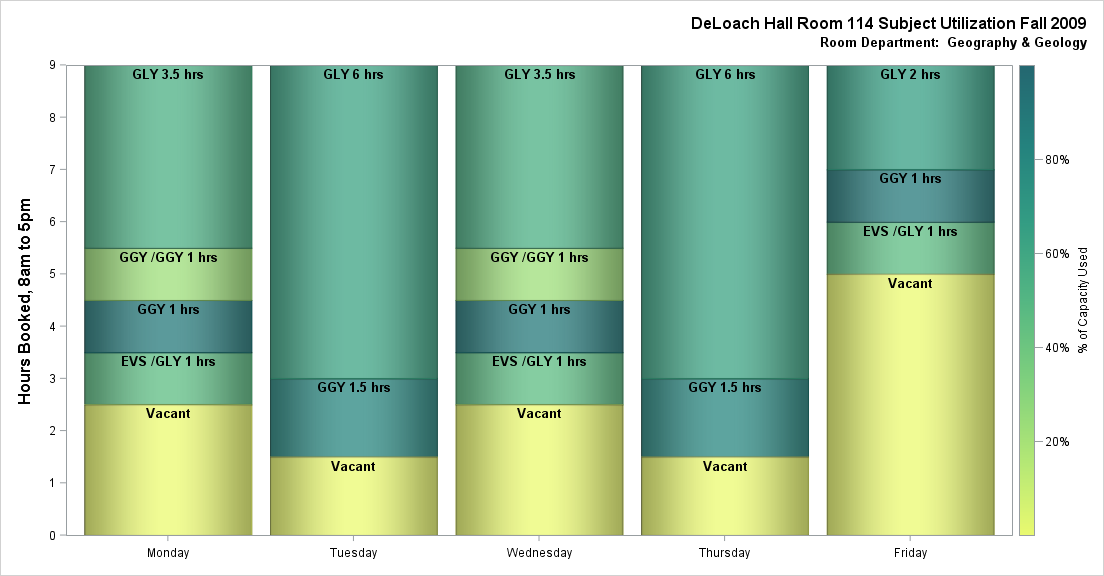 DeLoach Hall Room 114 Subject Utilization Fall 2009
Room Department: Geography & Geology
Hours Booked, 8am to 5pm
9
8
7
6
5
4
3
2
1
0
GLY 3.5 hrs
GGY /GGY 1 hrs
GGY 1 hrs
EVS /GLY 1 hrs
Vacant
GLY 6 hrs
GGY 1.5 hrs
Vacant
GLY 3.5 hrs
GGY /GGY 1 hrs
GGY 1 hrs
EVS /GLY 1 hrs
Vacant
GLY 6 hrs
GGY 1.5 hrs
Vacant
GLY 2 hrs
GGY 1 hrs
EVS /GLY 1 hrs
Vacant
Monday
Tuesday
Wednesday
Thursday
Friday
80%
60%
40%
20%
% of Capacity Used